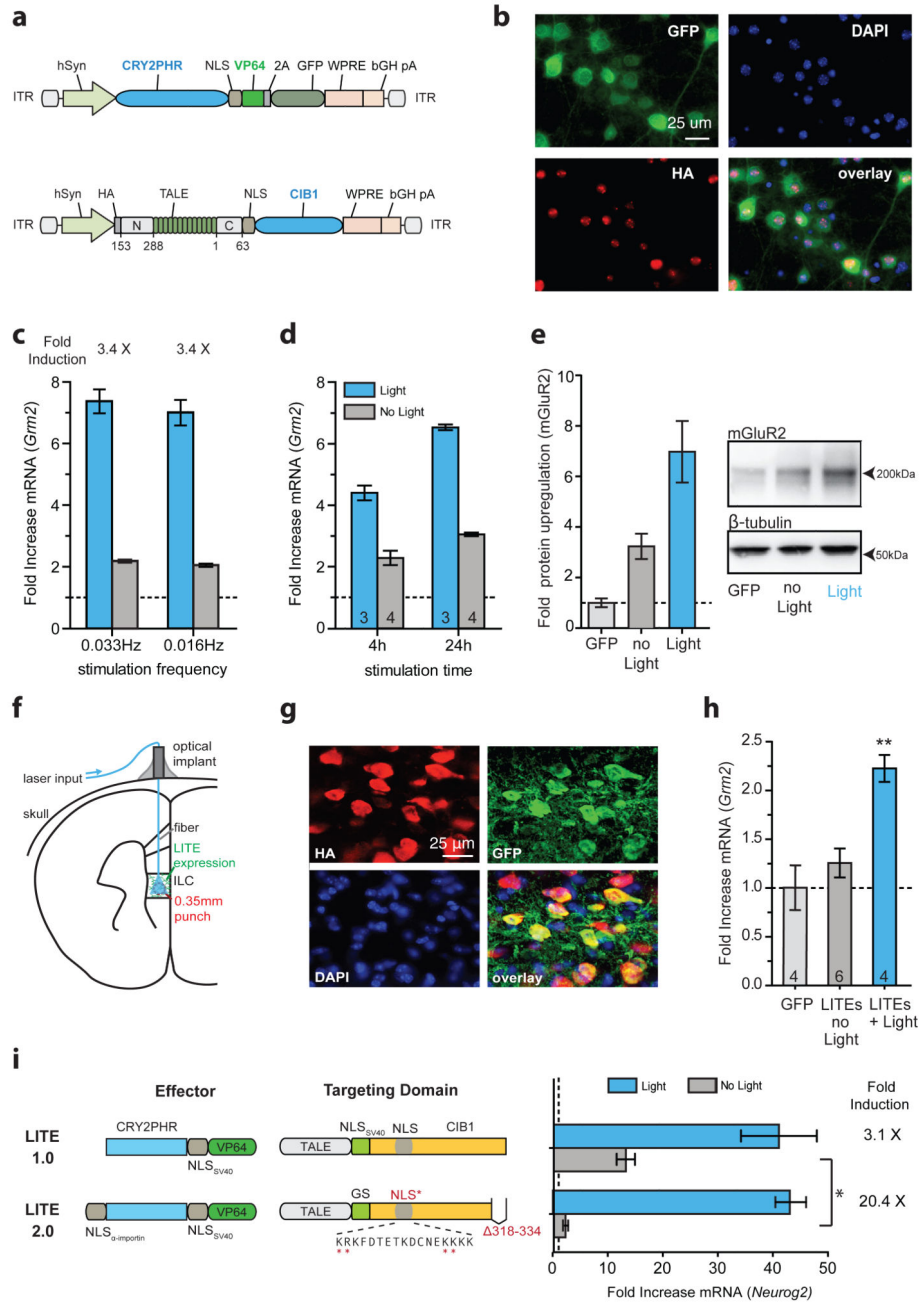 a
hSyn CRY2PHR NLS VP64 2A GFP WPRE bGH pA
ITR ITR
hSyn HA TALE NLS CIB1 WPRE bGH pA
ITR N C ITR
153 288 1 63
b
GFP DAPI
25 um
HA overlay
c
Fold Induction 3.4 X 3.4 X
Fold Increase mRNA (Grm2)
8
6
4
2
0
0.033Hz 0.016Hz
stimulation frequency
d
Light
No Light
Fold Increase mRNA (Grm2)
8
6
4
2
0
3 4 3 4
4h 24h
stimulation time
e
Fold protein upregulation (mGluR2)
10
8
6
4
2
0
GFP no Light Light
mGluR2
200kDa
β-tubulin
50kDa
GFP no Light Light
f
optical implant
laser input
skull
fiber
LITE expression
ILC
0.35mm punch
g
HA GFP
25 µm
DAPI overlay
h
Fold Increase mRNA (Grm2)
2.5
2.0
1.5
1.0
0.5
0.0
**
4 6 4
GFP LITEs no Light LITEs + Light
i
Effector Targeting Domain
LITE 1.0
CRY2PHR
VP64
NLSSV40
NLSSV40 NLS CIB1
TALE
LITE 2.0
VP64
NLSα-importin NLSSV40
GS NLS*
TALE
Δ318-334
KRKFDTETKDCNEKKKK
** **
Light No Light
Fold Induction
3.1 X
*
20.4 X
0 10 20 30 40 50
Fold Increase mRNA (Neurog2)